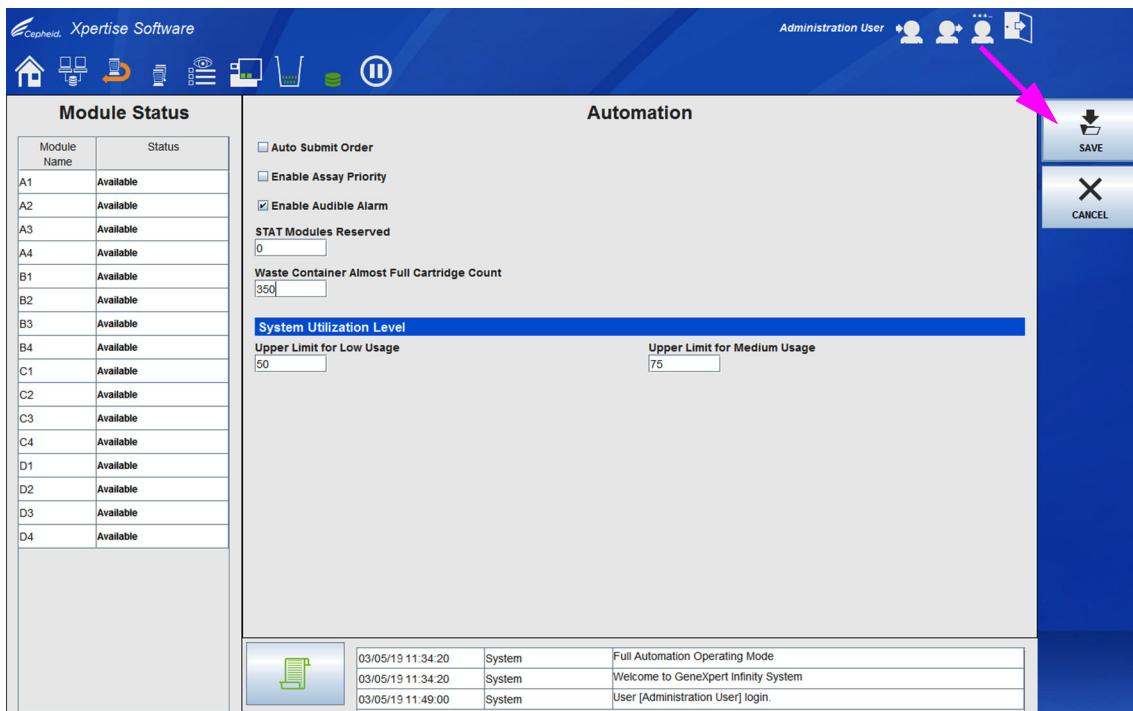 Cepheid. Xpertise Software
Administration User
Module Status
Module Name Status
A1 Available
A2 Available
A3 Available
A4 Available
B1 Available
B2 Available
B3 Available
B4 Available
C1 Available
C2 Available
C3 Available
C4 Available
D1 Available
D2 Available
D3 Available
D4 Available
Automation
Auto Submit Order
Enable Assay Priority
Enable Audible Alarm
STAT Modules Reserved
0
Waste Container Almost Full Cartridge Count
350
System Utilization Level
Upper Limit for Low Usage Upper Limit for Medium Usage
50 75
03/05/19 11:34:20 System Full Automation Operating Mode
03/05/19 11:34:20 System Welcome to GeneXpert Infinity System
03/05/19 11:49:00 System User [Administration User] login.
SAVE
CANCEL